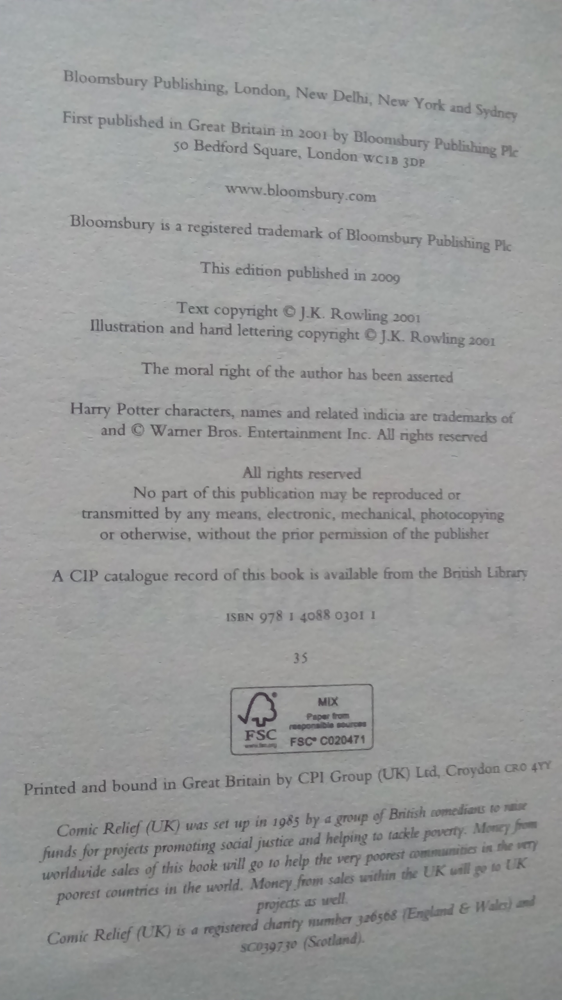 Bloomsbury Publishing, London, New Delhi, New York and Sydney
First published in Great Britain in 2001 by Bloomsbury Publishing Plc
50 Bedford Square, London WC1B 3DP
www.bloomsbury.com
Bloomsbury is a registered trademark of Bloomsbury Publishing Plc
This edition published in 2009
Text copyright © J.K. Rowling 2001
Illustration and hand lettering copyright © J.K. Rowling 2001
The moral right of the author has been asserted
Harry Potter characters, names and related indicia are trademarks of
and © Warner Bros. Entertainment Inc. All rights reserved
All rights reserved
No part of this publication may be reproduced or
transmitted by any means, electronic, mechanical, photocopying
or otherwise, without the prior permission of the publisher
A CIP catalogue record of this book is available from the British Library
ISBN 978 1 4088 0301 1
35
MIX
Paper from
responsible sources
FSC® C020471
FSC
www.fsc.org
Printed and bound in Great Britain by CPI Group (UK) Ltd, Croydon CR0 4YY
Comic Relief (UK) was set up in 1985 by a group of British comedians to raise
funds for projects promoting social justice and helping to tackle poverty. Money from
worldwide sales of this book will go to help the very poorest communities in the very
poorest countries in the world. Money from sales within the UK will go to UK
projects as well.
Comic Relief (UK) is a registered charity number 326568 (England & Wales) and
SC039730 (Scotland).